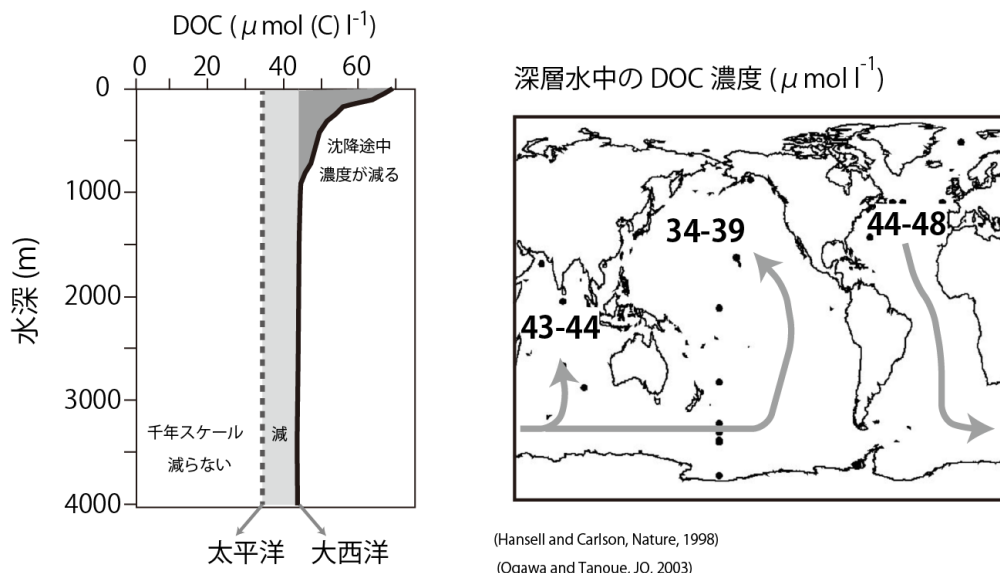 DOC ( μ mol (C) l-1)
0 20 40 60
0
1000
2000
3000
4000
水深 (m)
沈降途中
濃度が減る
千年スケール
減らない
減
太平洋 大西洋
深層水中の DOC 濃度 ( μ mol l-1)
34-39
44-48
43-44
(Hansell and Carlson, Nature, 1998)
(Ogawa and Tanoue, JO, 2003)